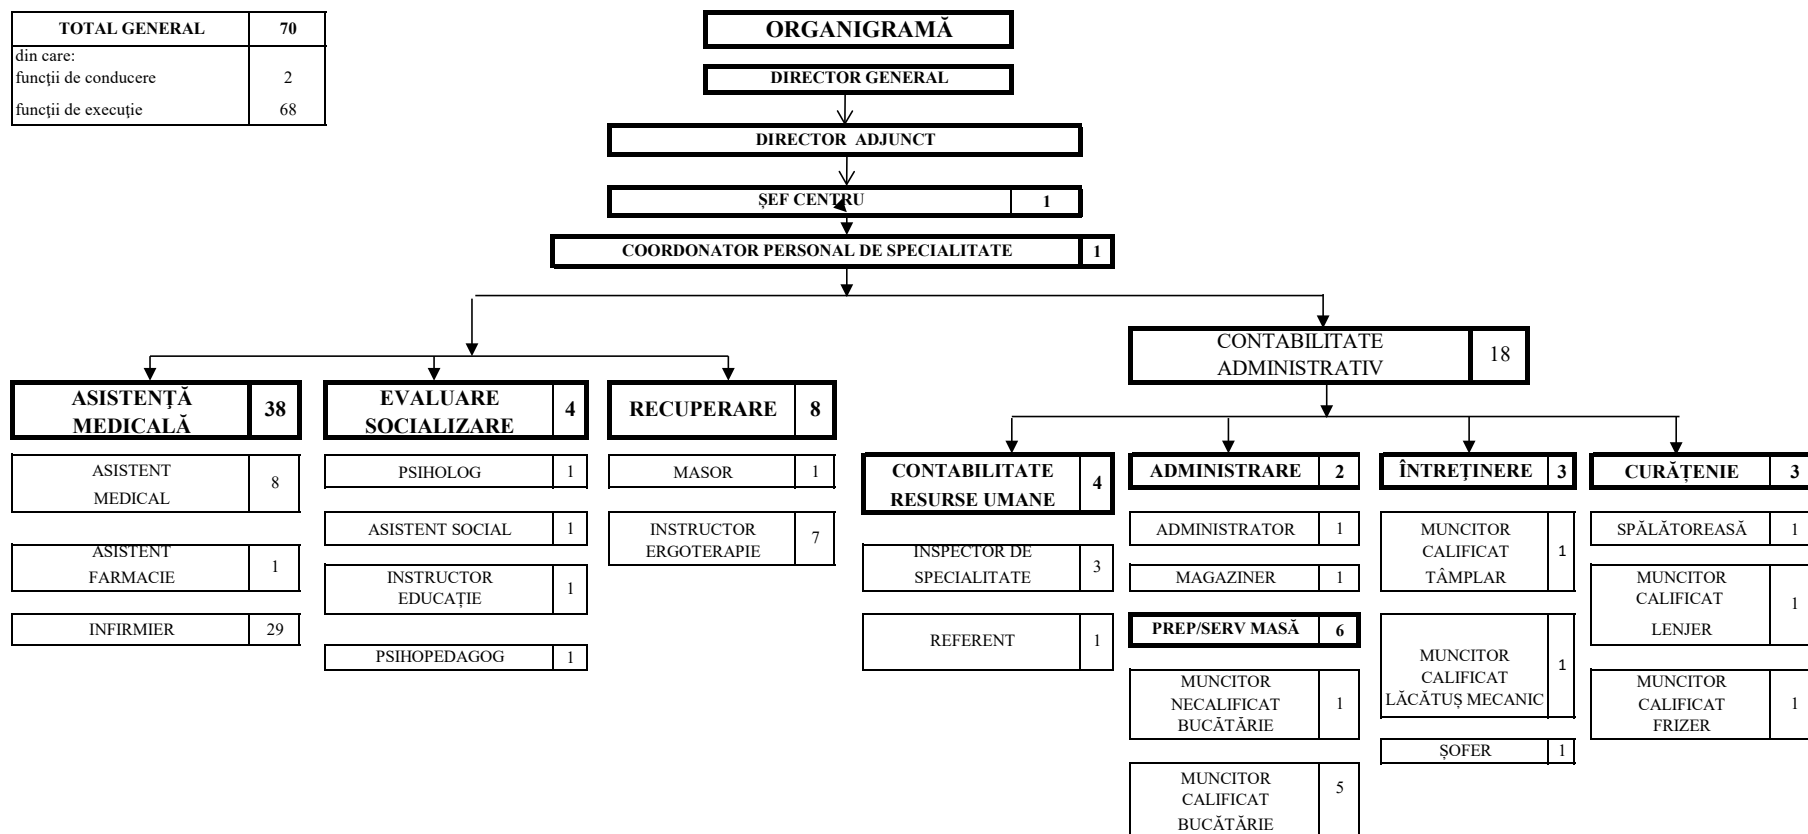 TOTAL GENERAL 70
din care:
funcţii de conducere 2
funcţii de execuţie 68
ORGANIGRAMĂ
DIRECTOR GENERAL
DIRECTOR ADJUNCT
ȘEF CENTRU 1
COORDONATOR PERSONAL DE SPECIALITATE 1
CONTABILITATE
ADMINISTRATIV
18
ASISTENŢĂ
MEDICALĂ
38
ASISTENT
MEDICAL
8
ASISTENT
FARMACIE
1
INFIRMIER 29
EVALUARE
SOCIALIZARE
4
PSIHOLOG 1
ASISTENT SOCIAL 1
INSTRUCTOR
EDUCAȚIE
1
PSIHOPEDAGOG 1
RECUPERARE 8
MASOR 1
INSTRUCTOR
ERGOTERAPIE
7
CONTABILITATE
RESURSE UMANE
4
INSPECTOR DE
SPECIALITATE
3
REFERENT 1
ADMINISTRARE 2
ADMINISTRATOR 1
MAGAZINER 1
PREP/SERV MASĂ 6
MUNCITOR
NECALIFICAT
BUCĂTĂRIE
1
MUNCITOR
CALIFICAT
BUCĂTĂRIE
5
ÎNTREŢINERE 3
MUNCITOR
CALIFICAT
TÂMPLAR
1
MUNCITOR
CALIFICAT
LĂCĂTUȘ MECANIC
1
ȘOFER 1
CURĂȚENIE 3
SPĂLĂTOREASĂ 1
MUNCITOR
CALIFICAT
LENJER
1
MUNCITOR
CALIFICAT
FRIZER
1